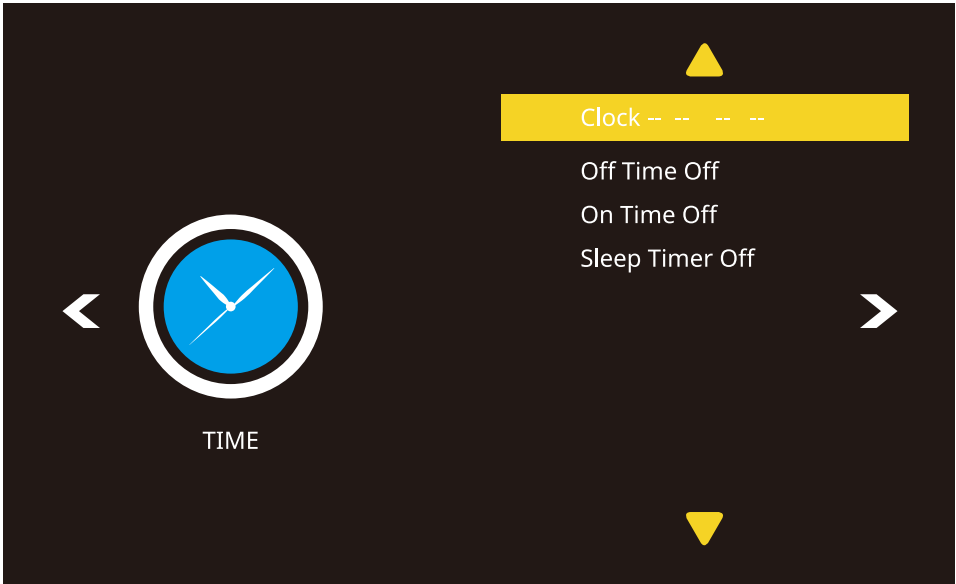 Clock -- --  -- --
Off Time Off
On Time Off
Sleep Timer Off
TIME